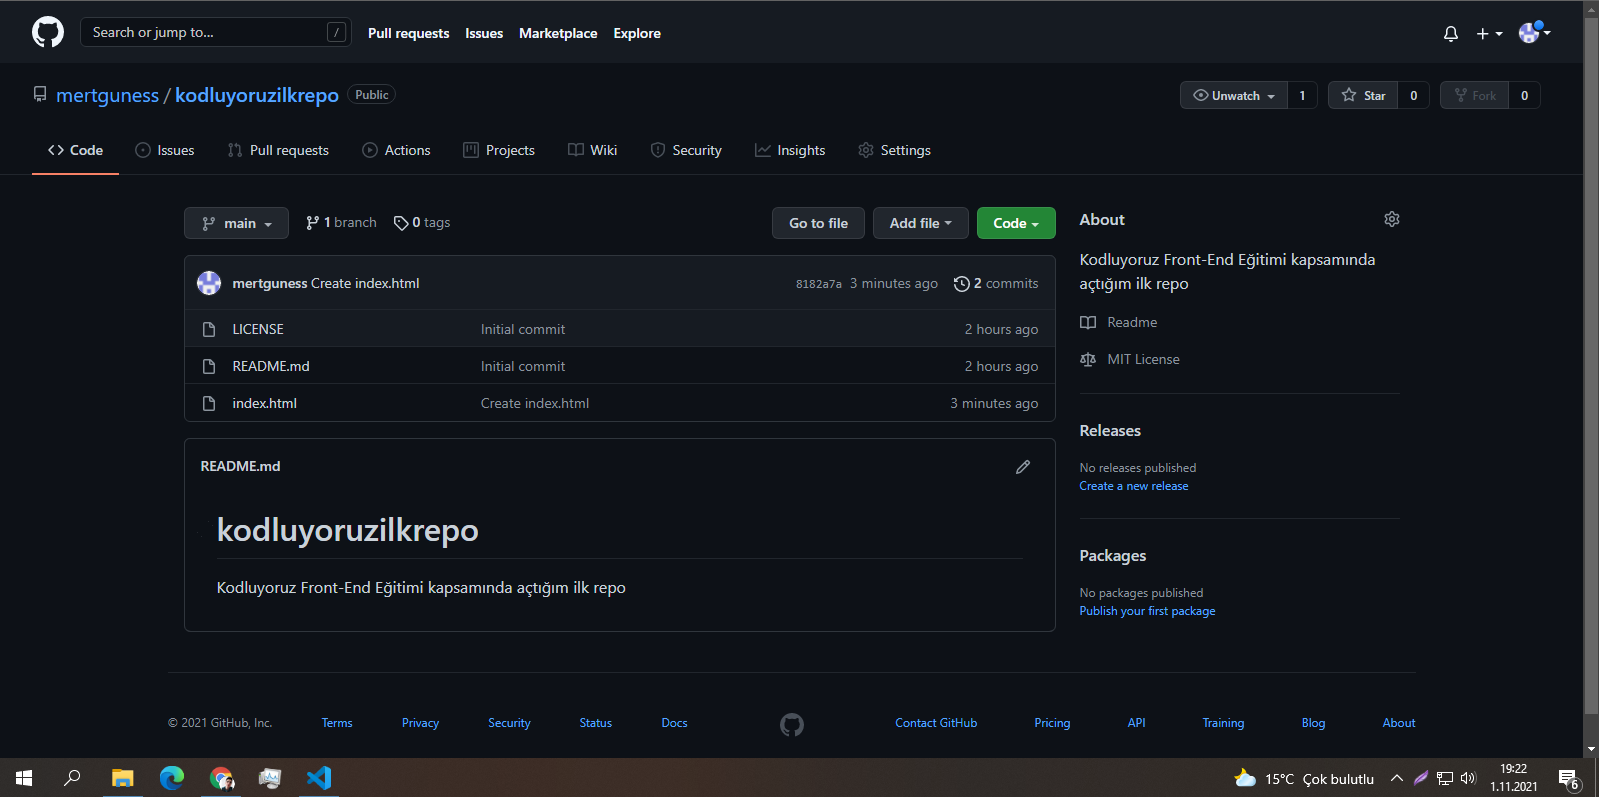 Search or jump to... /
Pull requests Issues Marketplace Explore
mertguness / kodluyoruzilkrepo Public
Unwatch 1 Star 0 Fork 0
Code Issues Pull requests Actions Projects Wiki Security Insights Settings
main 1 branch 0 tags Go to file Add file Code
mertguness Create index.html 8182a7a 3 minutes ago 2 commits
LICENSE Initial commit 2 hours ago
README.md Initial commit 2 hours ago
index.html Create index.html 3 minutes ago
README.md
kodluyoruzilkrepo
Kodluyoruz Front-End Eğitimi kapsamında açtığım ilk repo
About
Kodluyoruz Front-End Eğitimi kapsamında
açtığım ilk repo
Readme
MIT License
Releases
No releases published
Create a new release
Packages
No packages published
Publish your first package
© 2021 GitHub, Inc. Terms Privacy Security Status Docs Contact GitHub Pricing API Training Blog About
15°C Çok bulutlu
19:22
1.11.2021
6